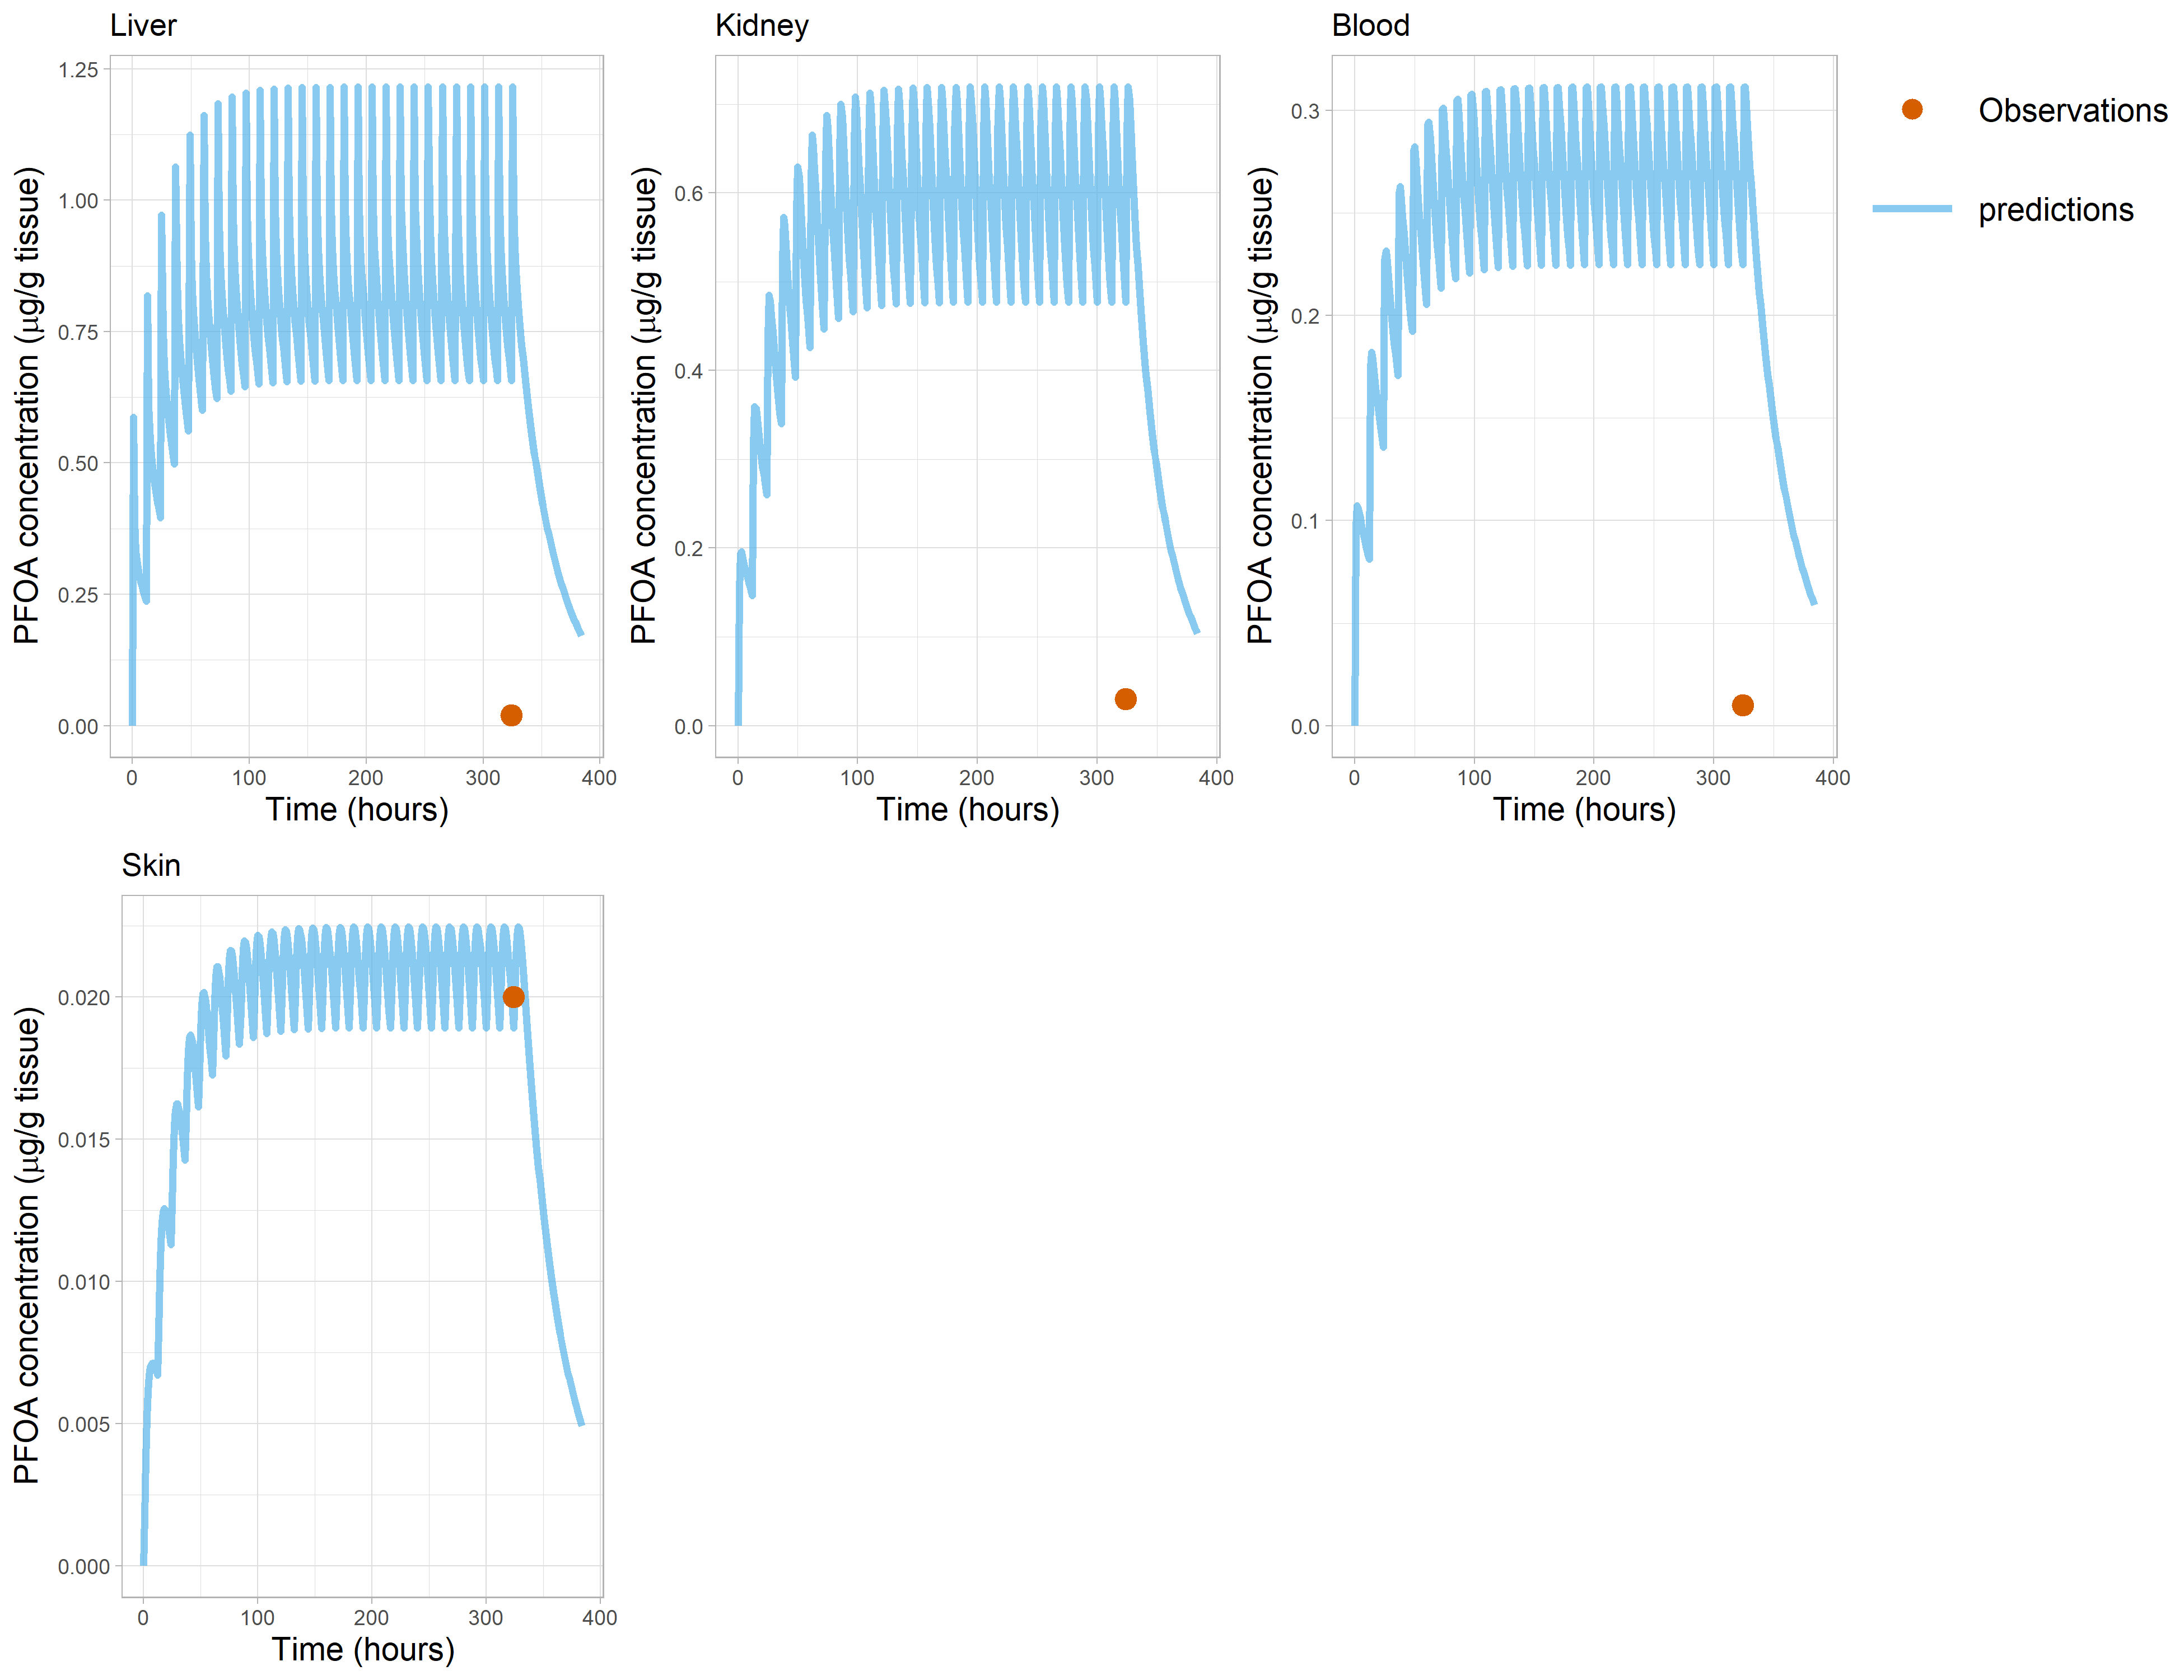 Liver
PFOA concentration (μg/g tissue)
1.25
1.00
0.75
0.50
0.25
0.00
0 100 200 300 400
Time (hours)
Kidney
PFOA concentration (μg/g tissue)
0.6
0.4
0.2
0.0
0 100 200 300 400
Time (hours)
Blood
PFOA concentration (μg/g tissue)
0.3
0.2
0.1
0.0
0 100 200 300 400
Time (hours)
Observations
predictions
Skin
PFOA concentration (μg/g tissue)
0.020
0.015
0.010
0.005
0.000
0 100 200 300 400
Time (hours)